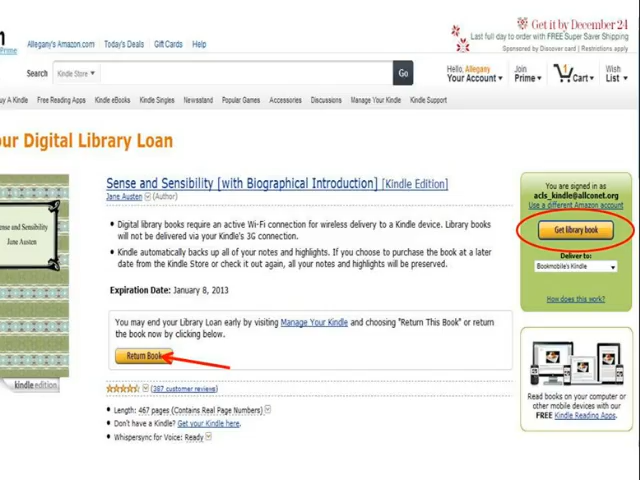 Get it by December 24
Last full day to order with FREE Super Saver Shipping
Sponsored by Discover card | Restrictions apply
Prime
Allegany's Amazon.com
Today's Deals
Gift Cards
Help
Search
Kindle Store
Go
Hello, Allegany
Your Account
Join
Prime
Cart
Wish
List
uy A Kindle
Free Reading Apps
Kindle eBooks
Kindle Singles
Newsstand
Popular Games
Accessories
Discussions
Manage Your Kindle
Kindle Support
our Digital Library Loan
Sense and Sensibility [with Biographical Introduction] [Kindle Edition]
Jane Austen (Author)
Digital library books require an active Wi-Fi connection for wireless delivery to a Kindle device. Library books
will not be delivered via your Kindle's 3G connection.
Kindle automatically backs up all of your notes and highlights. If you choose to purchase the book at a later
date from the Kindle Store or check it out again, all your notes and highlights will be preserved.
Expiration Date: January 8, 2013
You may end your Library Loan early by visiting Manage Your Kindle and choosing "Return This Book" or return
the book now by clicking below.
Return Book
(387 customer reviews)
Length: 467 pages (Contains Real Page Numbers)
Don't have a Kindle? Get your Kindle here.
Whispersync for Voice: Ready
ense and Sensibility
Jane Austen
kindle edition
You are signed in as
acls_kindle@allconet.org
Use a different Amazon account
Get library book
Deliver to:
Bookmobile's Kindle
How does this work?
Read books on your computer or
other mobile devices with our
FREE Kindle Reading Apps.